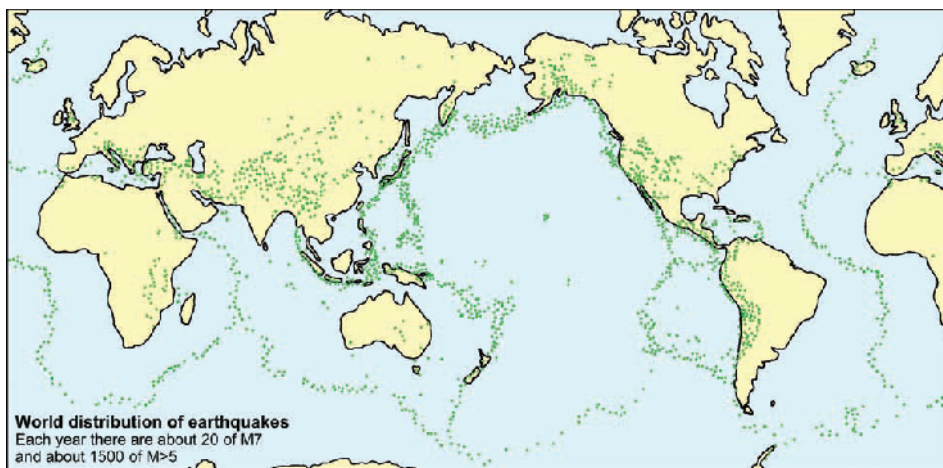 World distribution of earthquakes
Each year there are about 20 of M7
and about 1500 of M>5